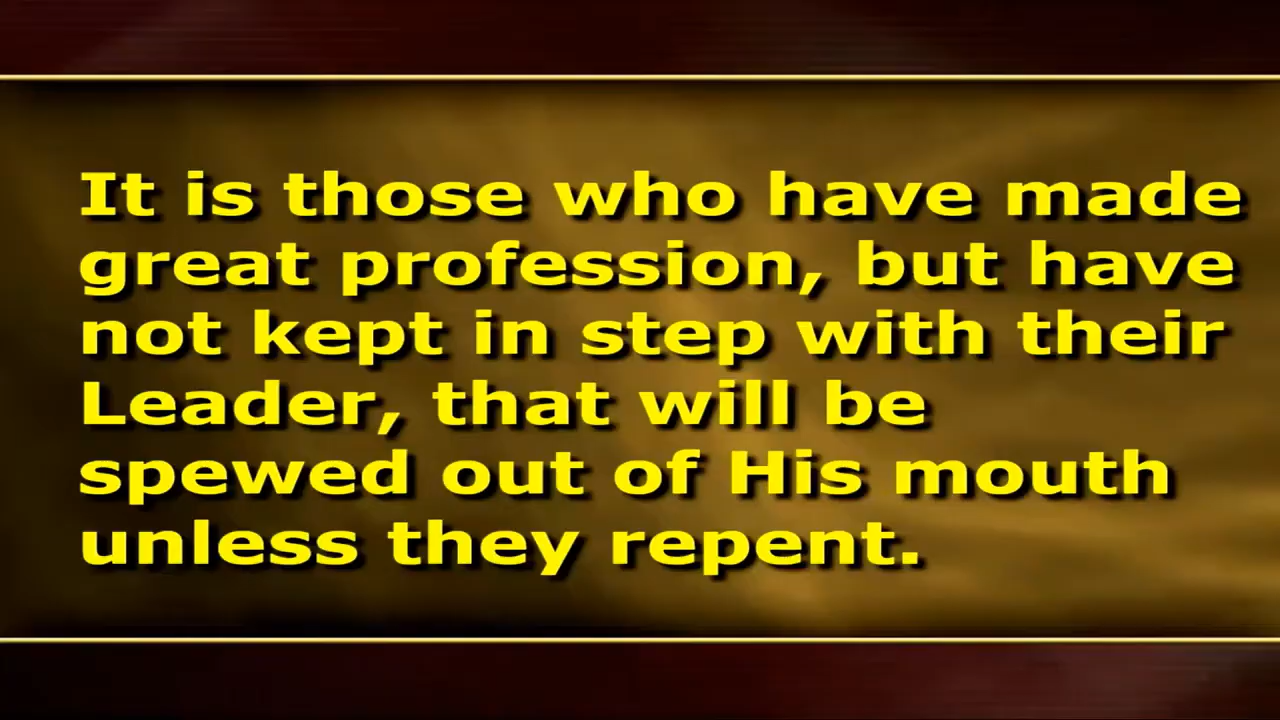 It is those who have made
great profession, but have
not kept in step with their
Leader, that will be
spewed out of His mouth
unless they repent.